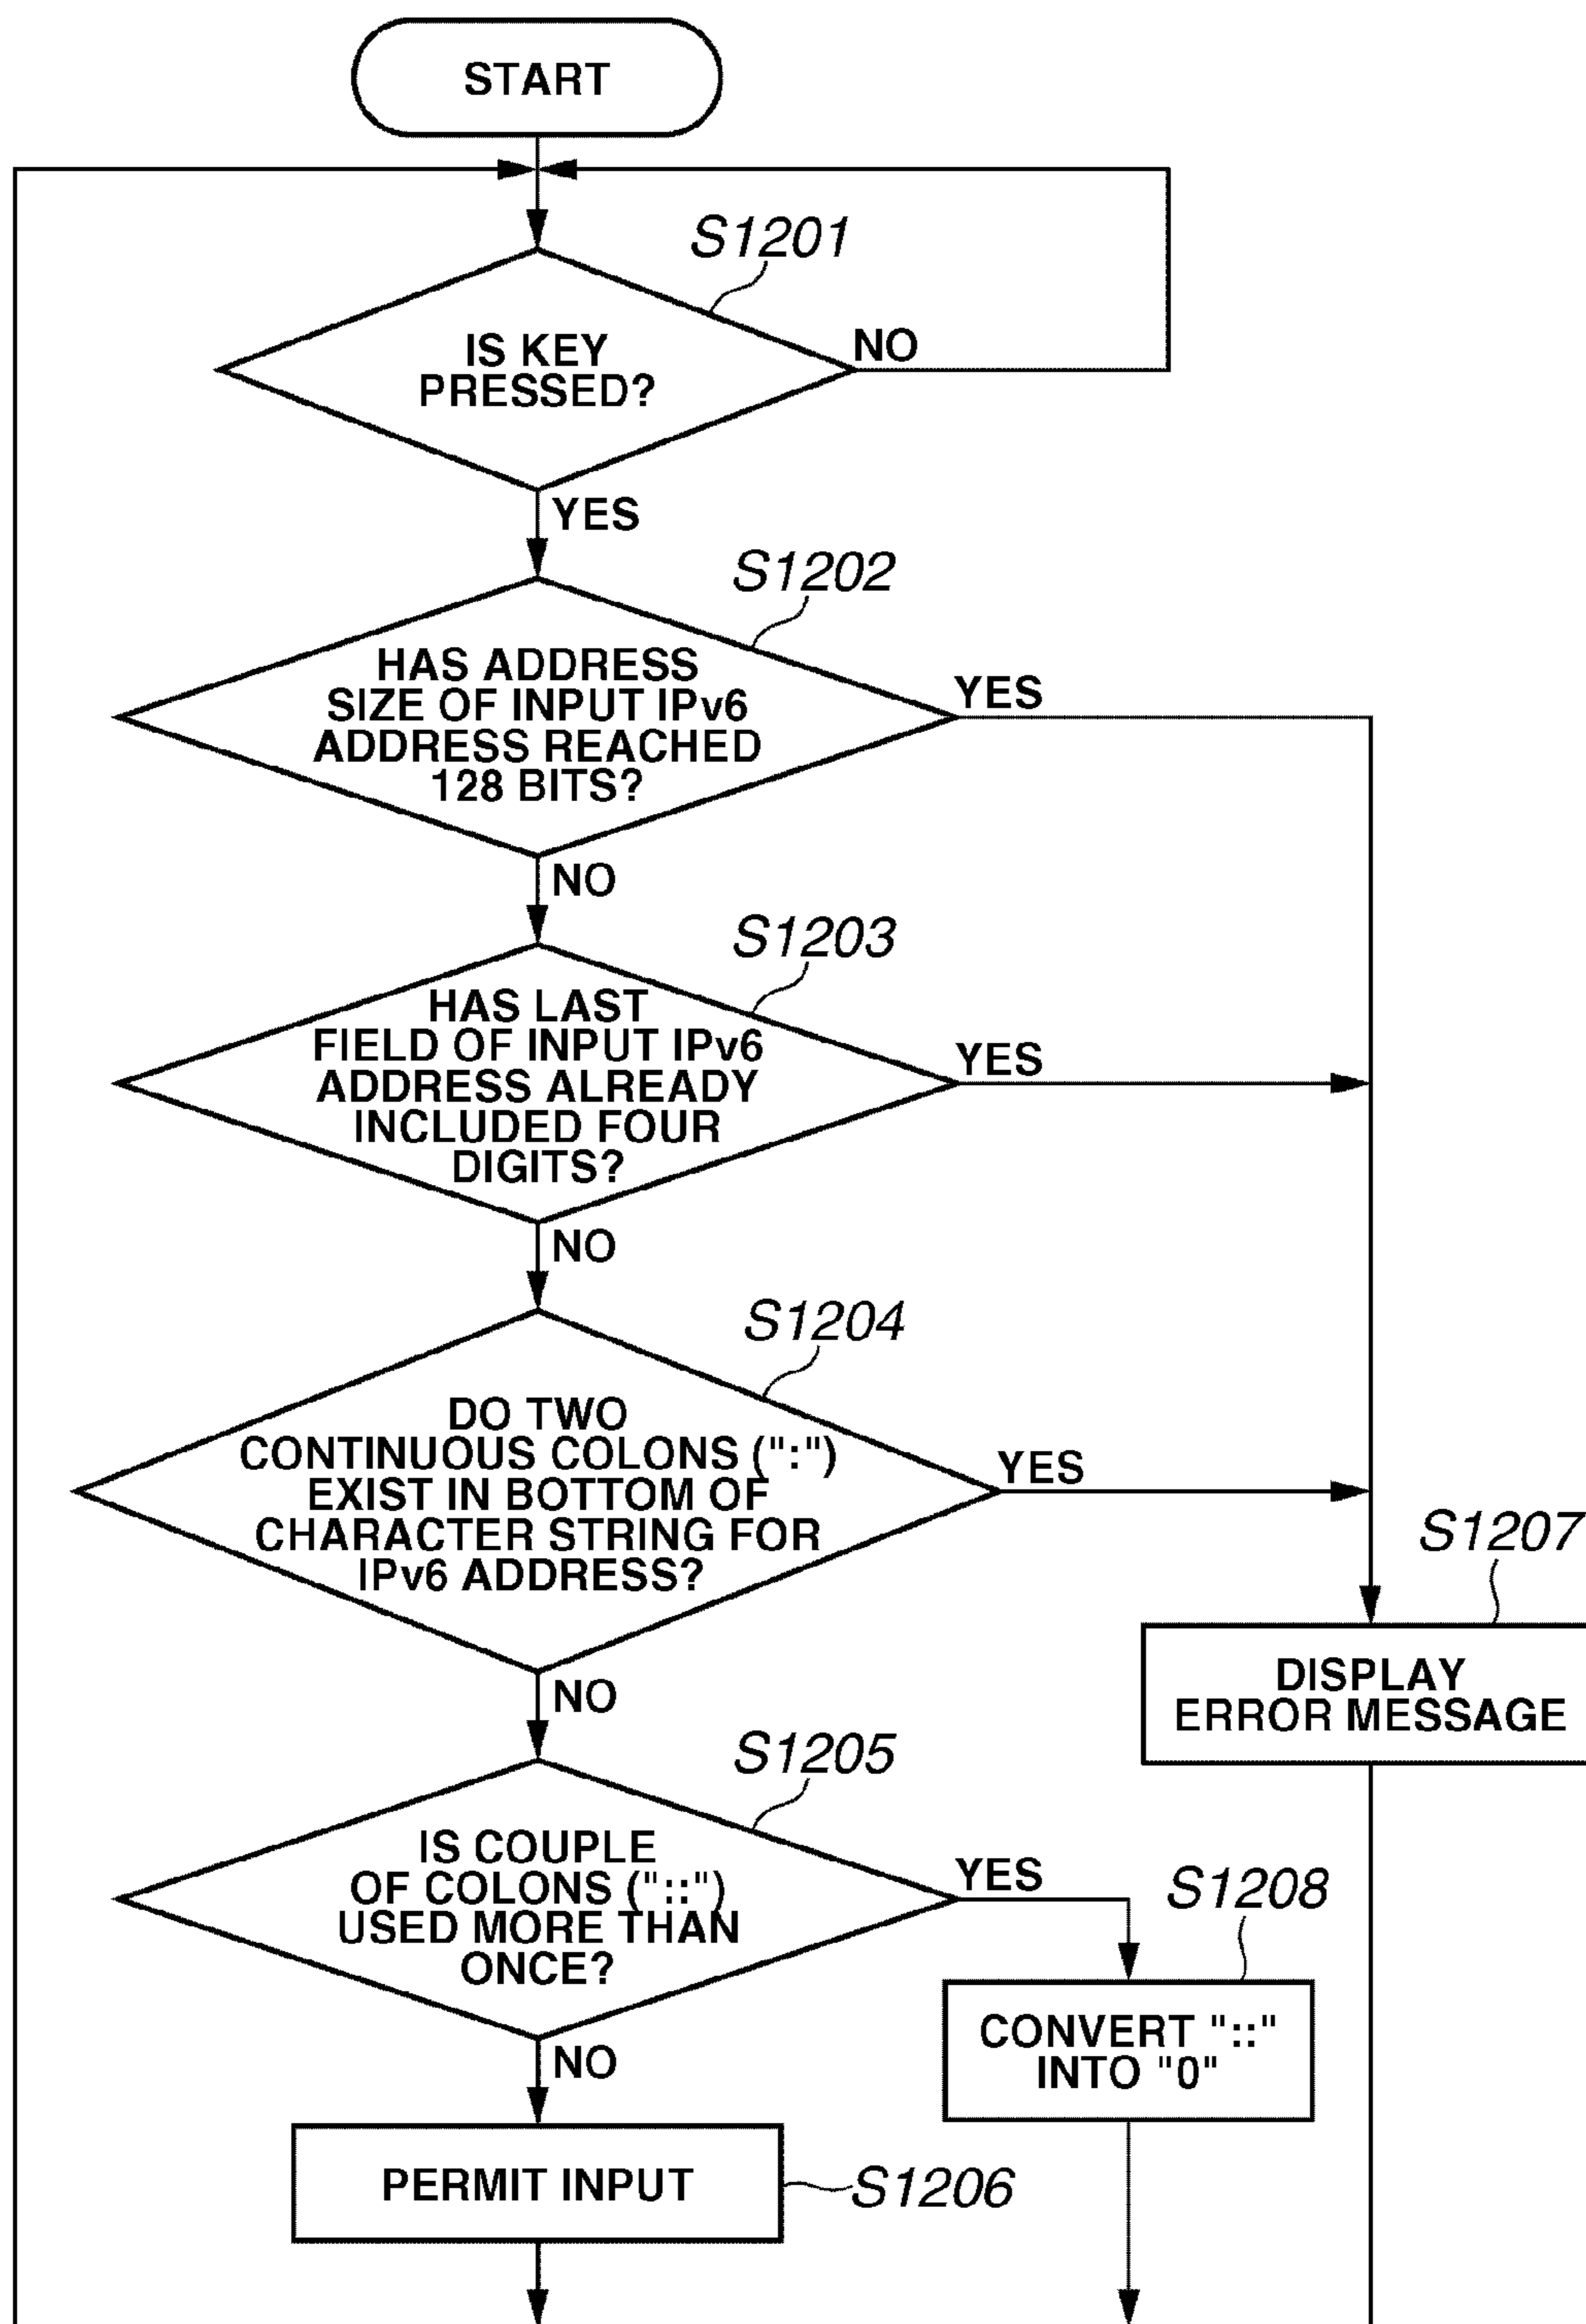 START
S1201
IS KEY
PRESSED?
NO
YES
S1202
HAS ADDRESS
SIZE OF INPUT IPv6
ADDRESS REACHED
128 BITS?
YES
NO
S1203
HAS LAST
FIELD OF INPUT IPv6
ADDRESS ALREADY
INCLUDED FOUR
DIGITS?
YES
NO
S1204
DO TWO
CONTINUOUS COLONS (":")
EXIST IN BOTTOM OF
CHARACTER STRING FOR
IPv6 ADDRESS?
YES
NO
S1207
DISPLAY
ERROR MESSAGE
S1205
IS COUPLE
OF COLONS ("::")
USED MORE THAN
ONCE?
YES
NO
S1208
CONVERT "::"
INTO "0"
PERMIT INPUT
S1206